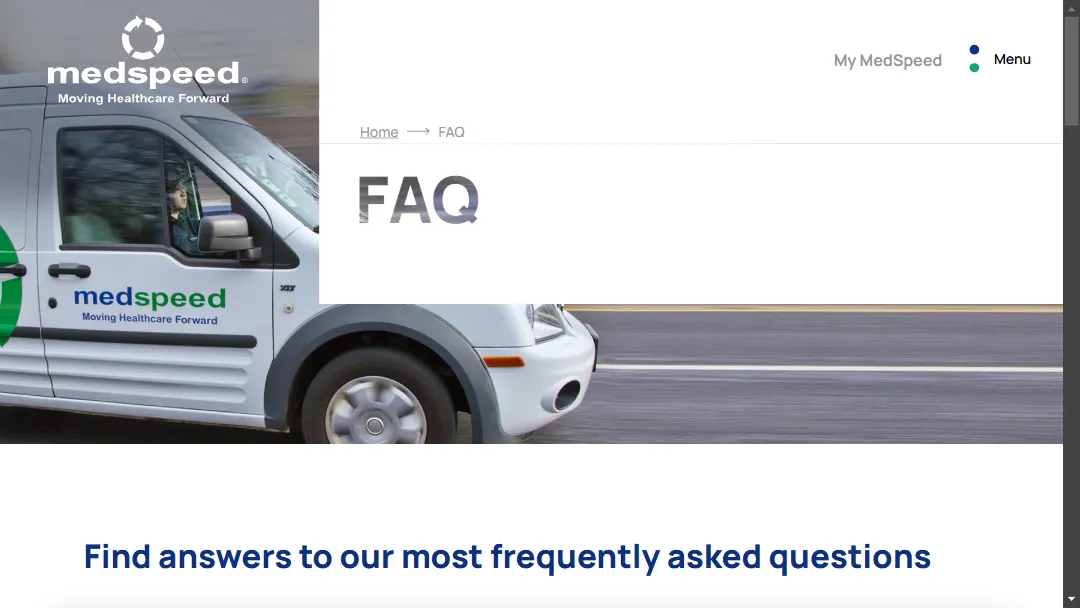 medspeed®
Moving Healthcare Forward
My MedSpeed
Menu
Home
FAQ
FAQ
XLT
medspeed
Moving Healthcare Forward
Find answers to our most frequently asked questions